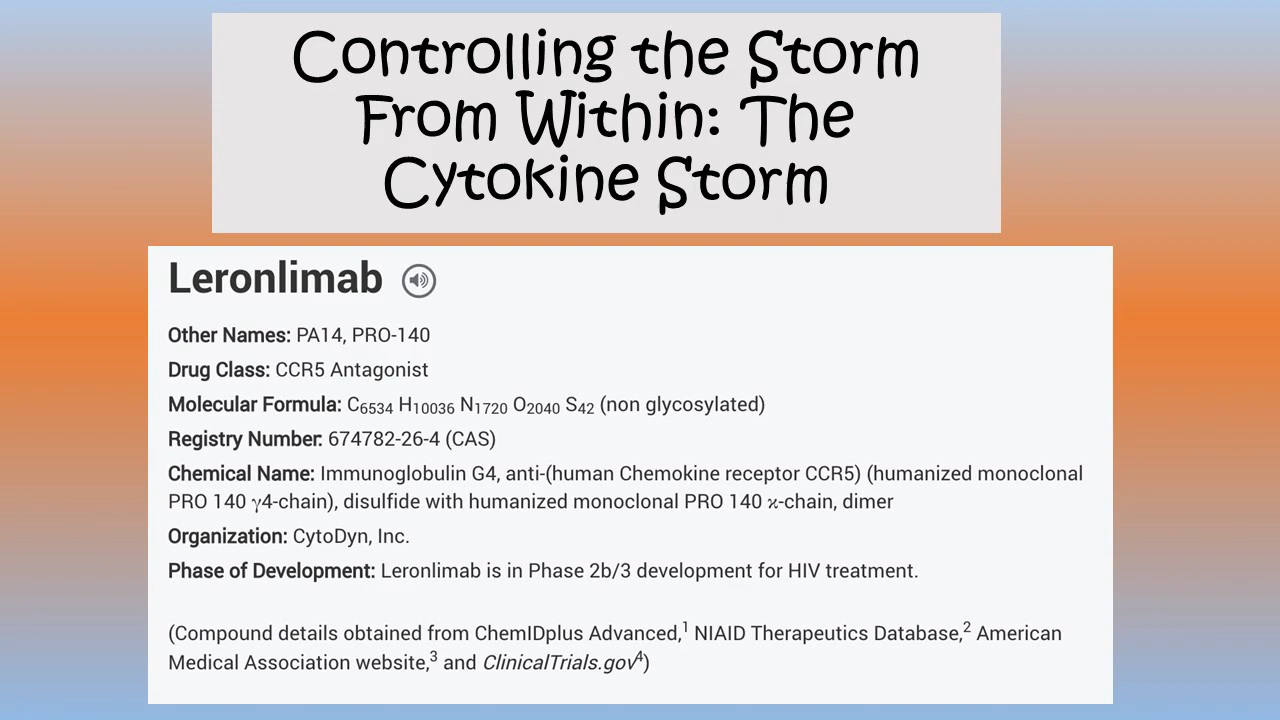 Controlling the Storm
From Within: The
Cytokine Storm
Leronlimab
Other Names: PA14, PRO-140
Drug Class: CCR5 Antagonist
Molecular Formula: C₆₅₃₄ H₁₀₀₃₆ N₁₇₂₀ O₂₀₄₀ S₄₂ (non glycosylated)
Registry Number: 674782-26-4 (CAS)
Chemical Name: Immunoglobulin G4, anti-(human Chemokine receptor CCR5) (humanized monoclonal
PRO 140 γ4-chain), disulfide with humanized monoclonal PRO 140 ϰ-chain, dimer
Organization: CytoDyn, Inc.
Phase of Development: Leronlimab is in Phase 2b/3 development for HIV treatment.
(Compound details obtained from ChemIDplus Advanced,¹ NIAID Therapeutics Database,² American
Medical Association website,³ and ClinicalTrials.gov⁴)